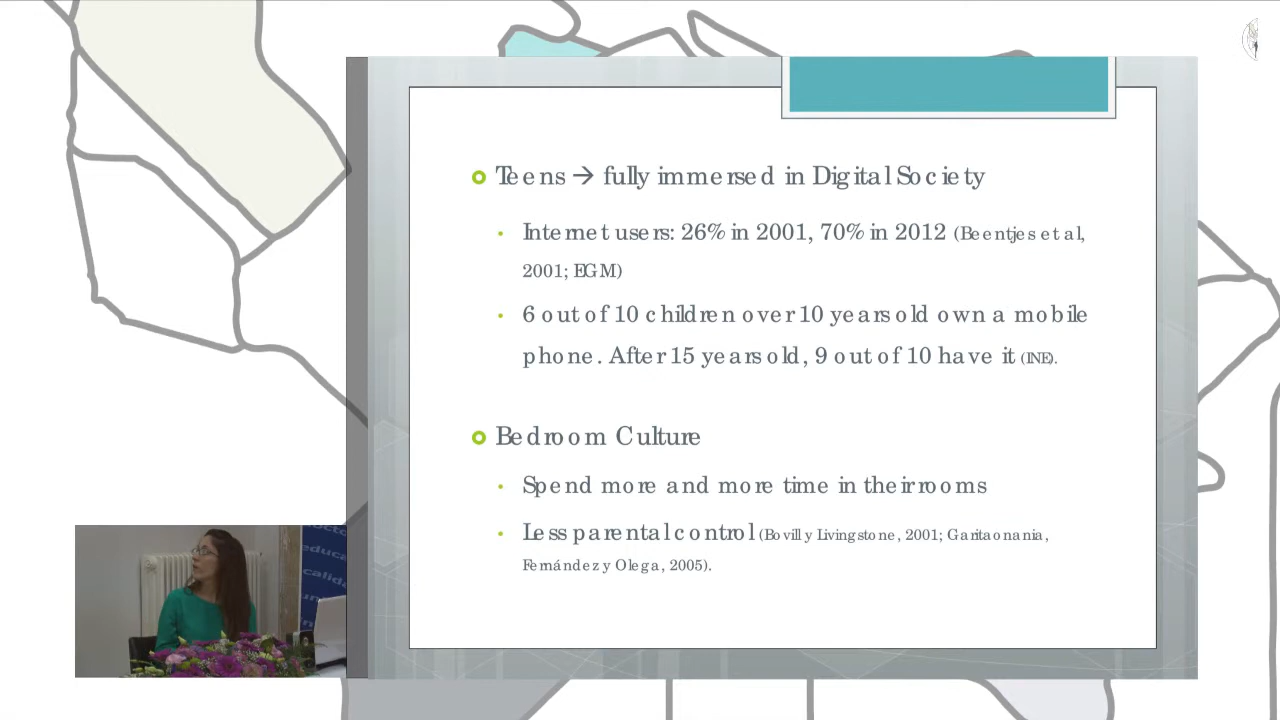 Teens → fully immersed in Digital Society
Internet users: 26% in 2001, 70% in 2012 (Beentjes et al,
2001; EGM)
6 out of 10 children over 10 years old own a mobile
phone. After 15 years old, 9 out of 10 have it (INE).
Bedroom Culture
Spend more and more time in their rooms
Less parental control (Bovill y Livingstone, 2001; Garitaonania,
Fernández y Olega, 2005).
educa
calida